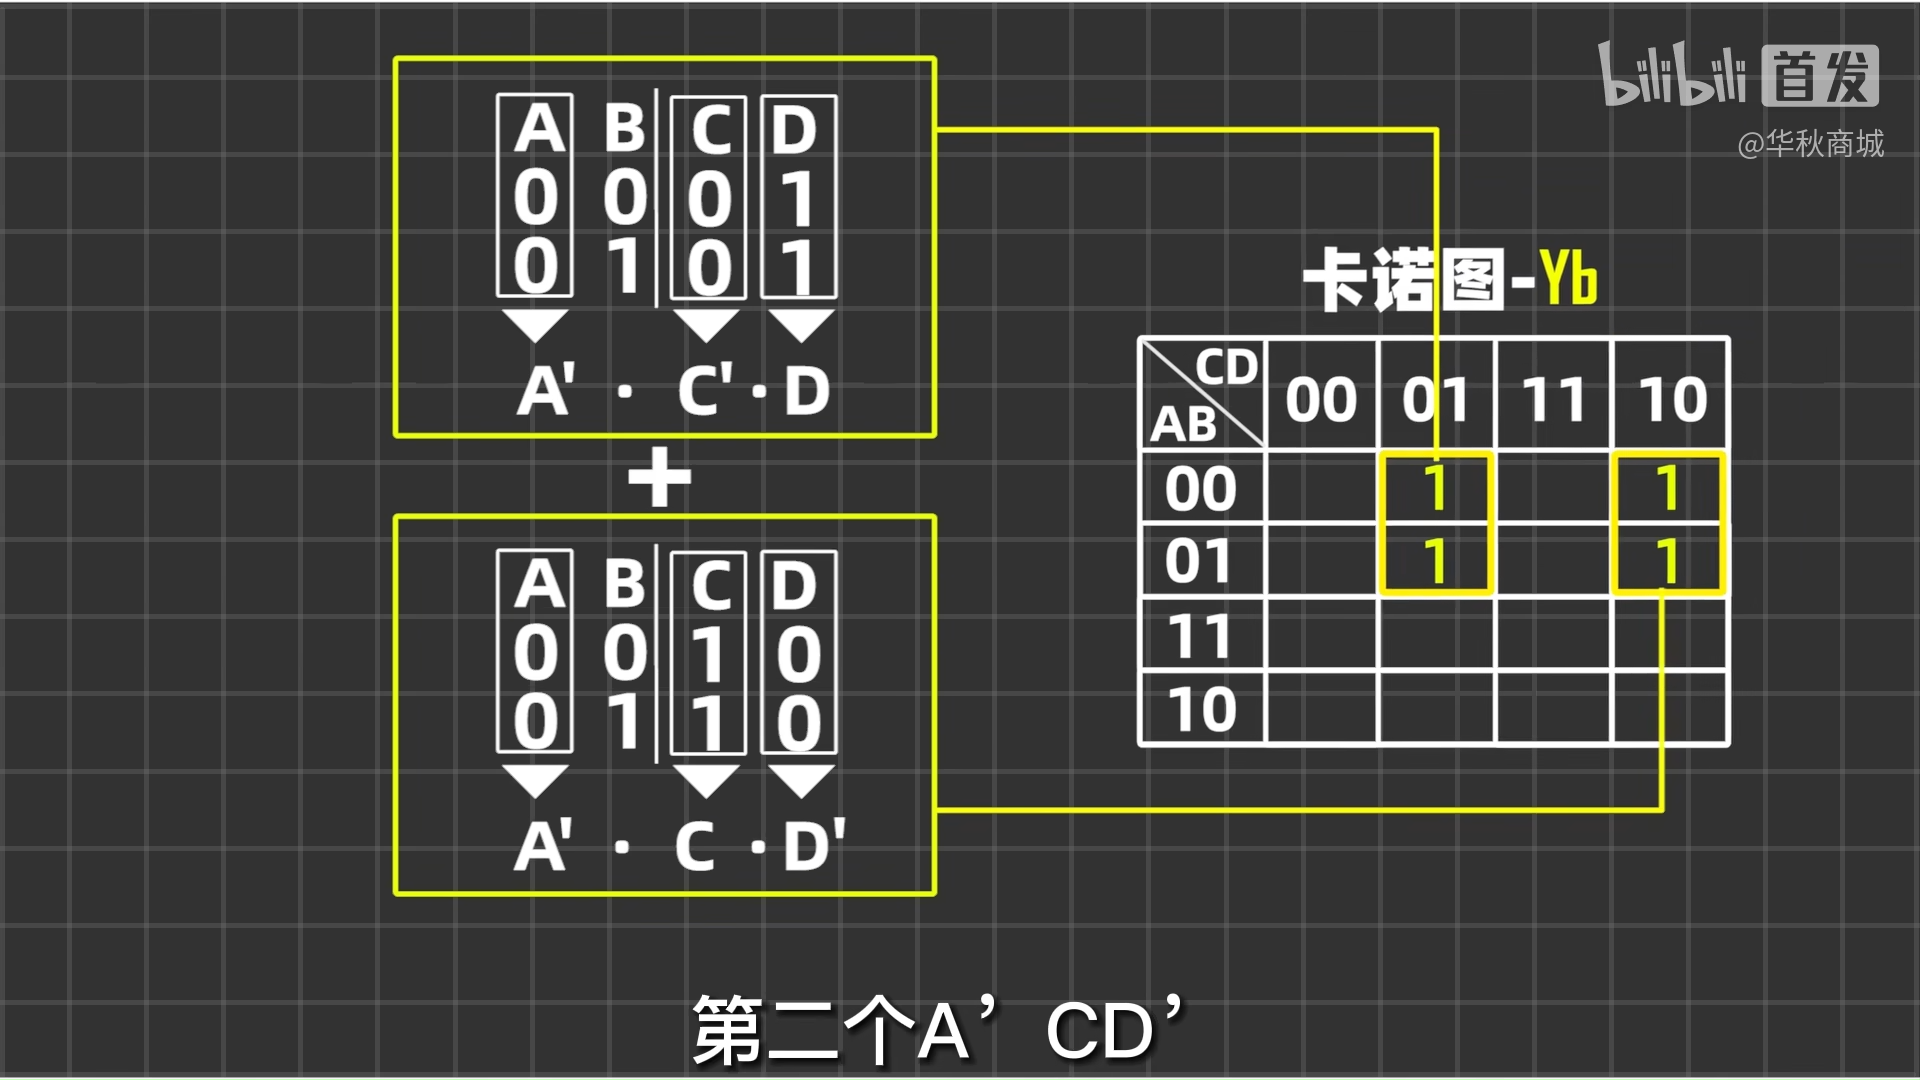 bilibili 首发
@华秋商城
A B C D
0 0 0 1
0 1 0 1
A' · C' · D
+
A B C D
0 0 1 0
0 1 1 0
A' · C · D'
卡诺图-Yb
CD
AB
00 01 11 10
00 1 1
01 1 1
11
10
第二个A’CD’